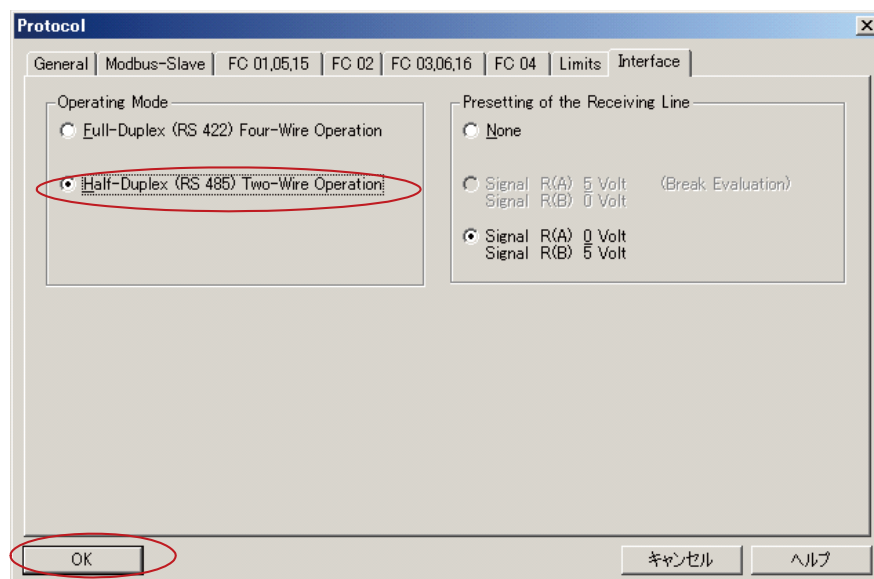 Protocol
General
Modbus-Slave
FC 01,05,15
FC 02
FC 03,06,16
FC 04
Limits
Interface
Operating Mode
Full-Duplex (RS 422) Four-Wire Operation
Half-Duplex (RS 485) Two-Wire Operation
Presetting of the Receiving Line
None
Signal R(A) 5 Volt (Break Evaluation)
Signal R(B) 0 Volt
Signal R(A) 0 Volt
Signal R(B) 5 Volt
OK
キャンセル
ヘルプ